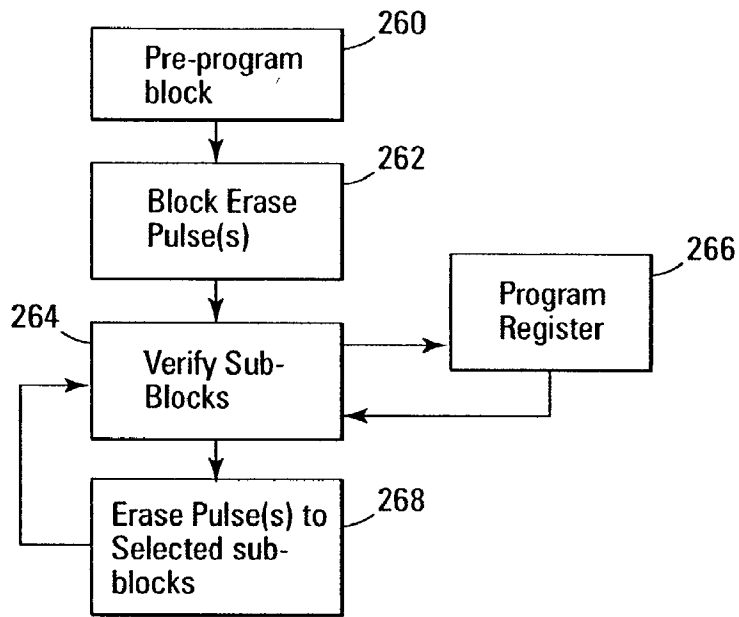 260
Pre-program
block
262
Block Erase
Pulse(s)
264
Verify Sub-
Blocks
266
Program
Register
268
Erase Pulse(s) to
Selected sub-
blocks